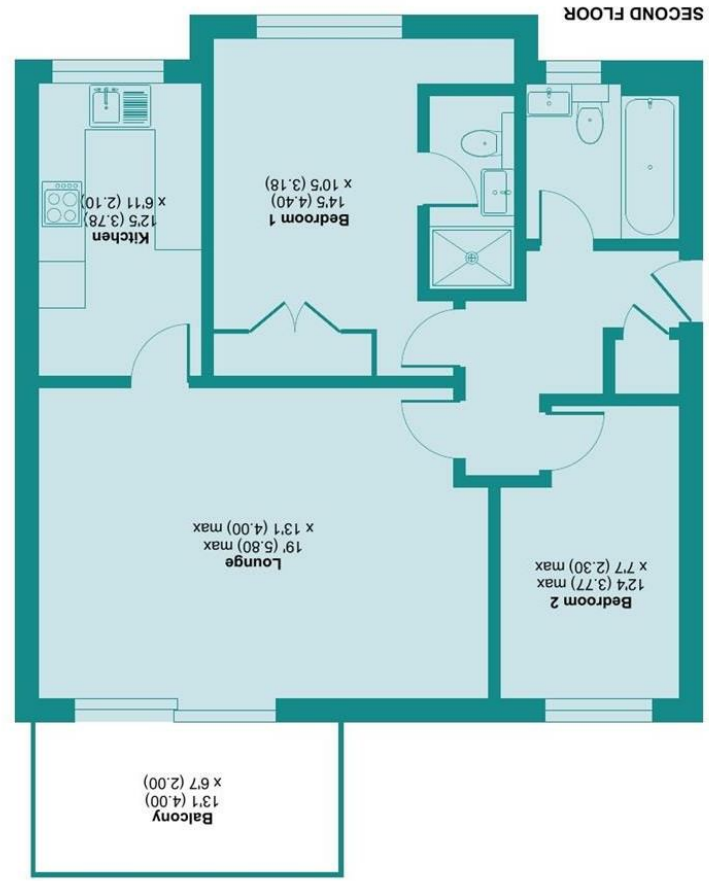 Balcony
13'1 (4.00)
x 6'7 (2.00)
Bedroom 2
12'4 (3.77) max
x 7'7 (2.30) max
Lounge
19' (5.80) max
x 13'1 (4.00) max
Kitchen
12'5 (3.78)
x 6'11 (2.10)
Bedroom 1
14'5 (4.40)
x 10'5 (3.18)
SECOND FLOOR